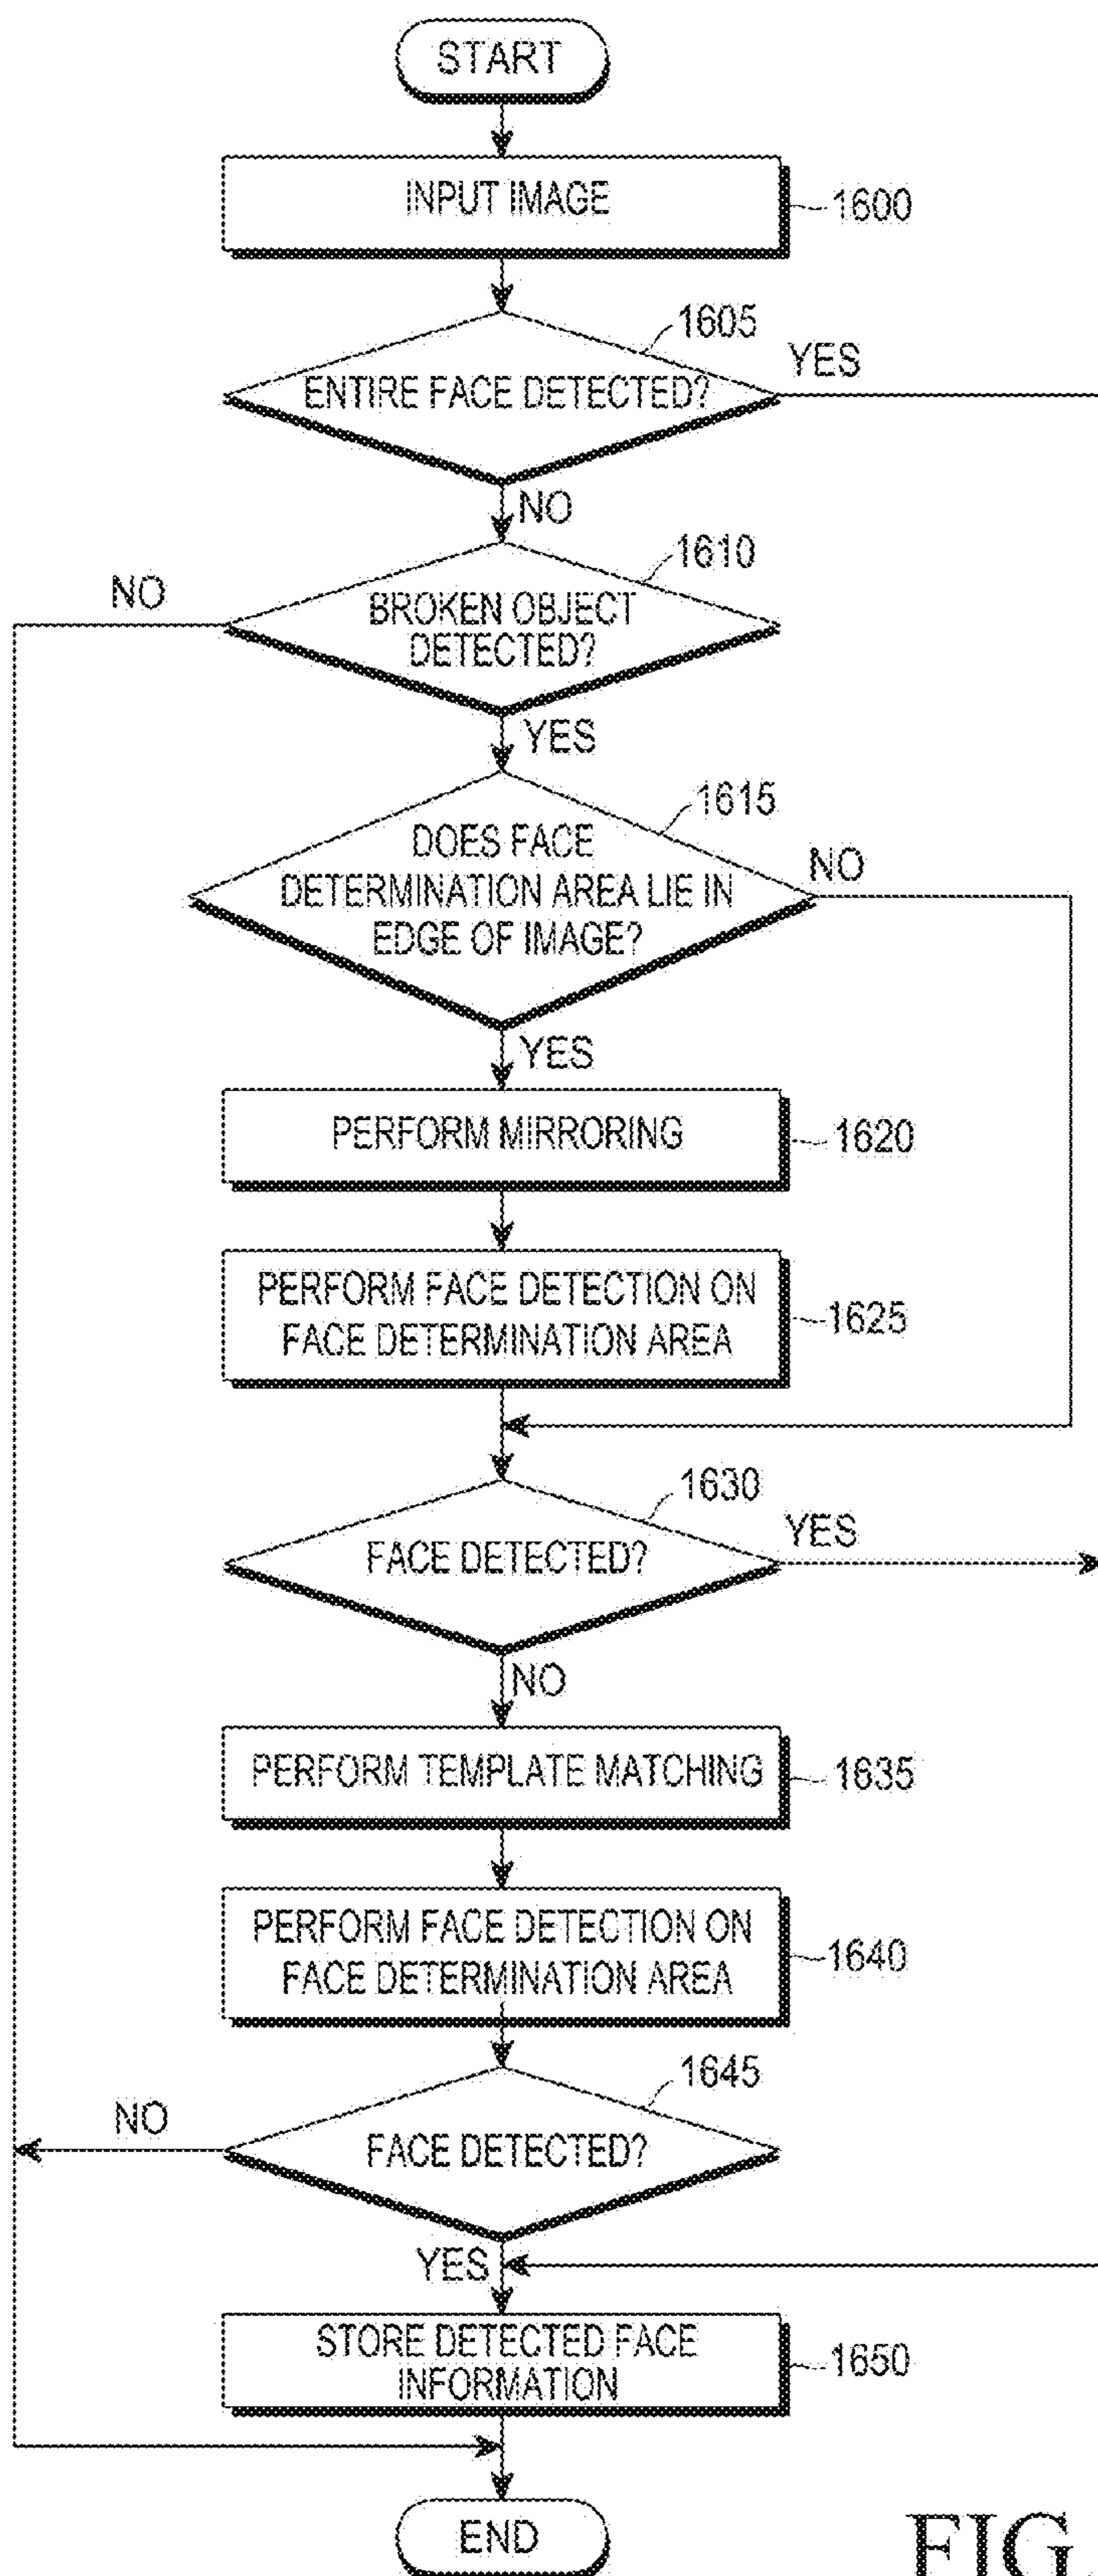 START
INPUT IMAGE
1600
1605
ENTIRE FACE DETECTED?
YES
NO
1610
BROKEN OBJECT
DETECTED?
NO
YES
1615
DOES FACE
DETERMINATION AREA LIE IN
EDGE OF IMAGE?
NO
YES
PERFORM MIRRORING
1620
PERFORM FACE DETECTION ON
FACE DETERMINATION AREA
1625
1630
FACE DETECTED?
YES
NO
PERFORM TEMPLATE MATCHING
1635
PERFORM FACE DETECTION ON
FACE DETERMINATION AREA
1640
1645
FACE DETECTED?
NO
YES
STORE DETECTED FACE
INFORMATION
1650
END
FIG.